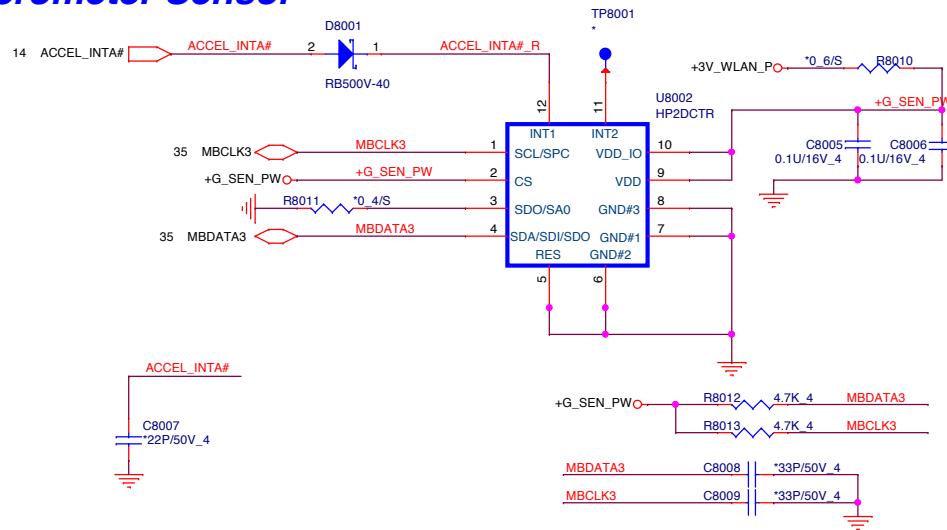 Sensor
D8001
TP8001
*
14 ACCEL_INTA# ACCEL_INTA# 2 1 ACCEL_INTA#_R
RB500V-40
+3V_WLAN_P *0_6/S R8010
12 11
U8002
HP2DCTR
+G_SEN_PW
INT1 INT2
C8005 C8006
0.1U/16V_4 0.1U/16V_4
35 MBCLK3 MBCLK3 1 SCL/SPC VDD_IO 10
+G_SEN_PW +G_SEN_PW 2 CS VDD 9
R8011 *0_4/S 3 SDO/SA0 GND#3 8
35 MBDATA3 MBDATA3 4 SDA/SDI/SDO GND#1 7
RES GND#2
5 6
ACCEL_INTA#
C8007
*22P/50V_4
+G_SEN_PW R8012 4.7K_4 MBDATA3
R8013 4.7K_4 MBCLK3
MBDATA3 C8008 *33P/50V_4
MBCLK3 C8009 *33P/50V_4